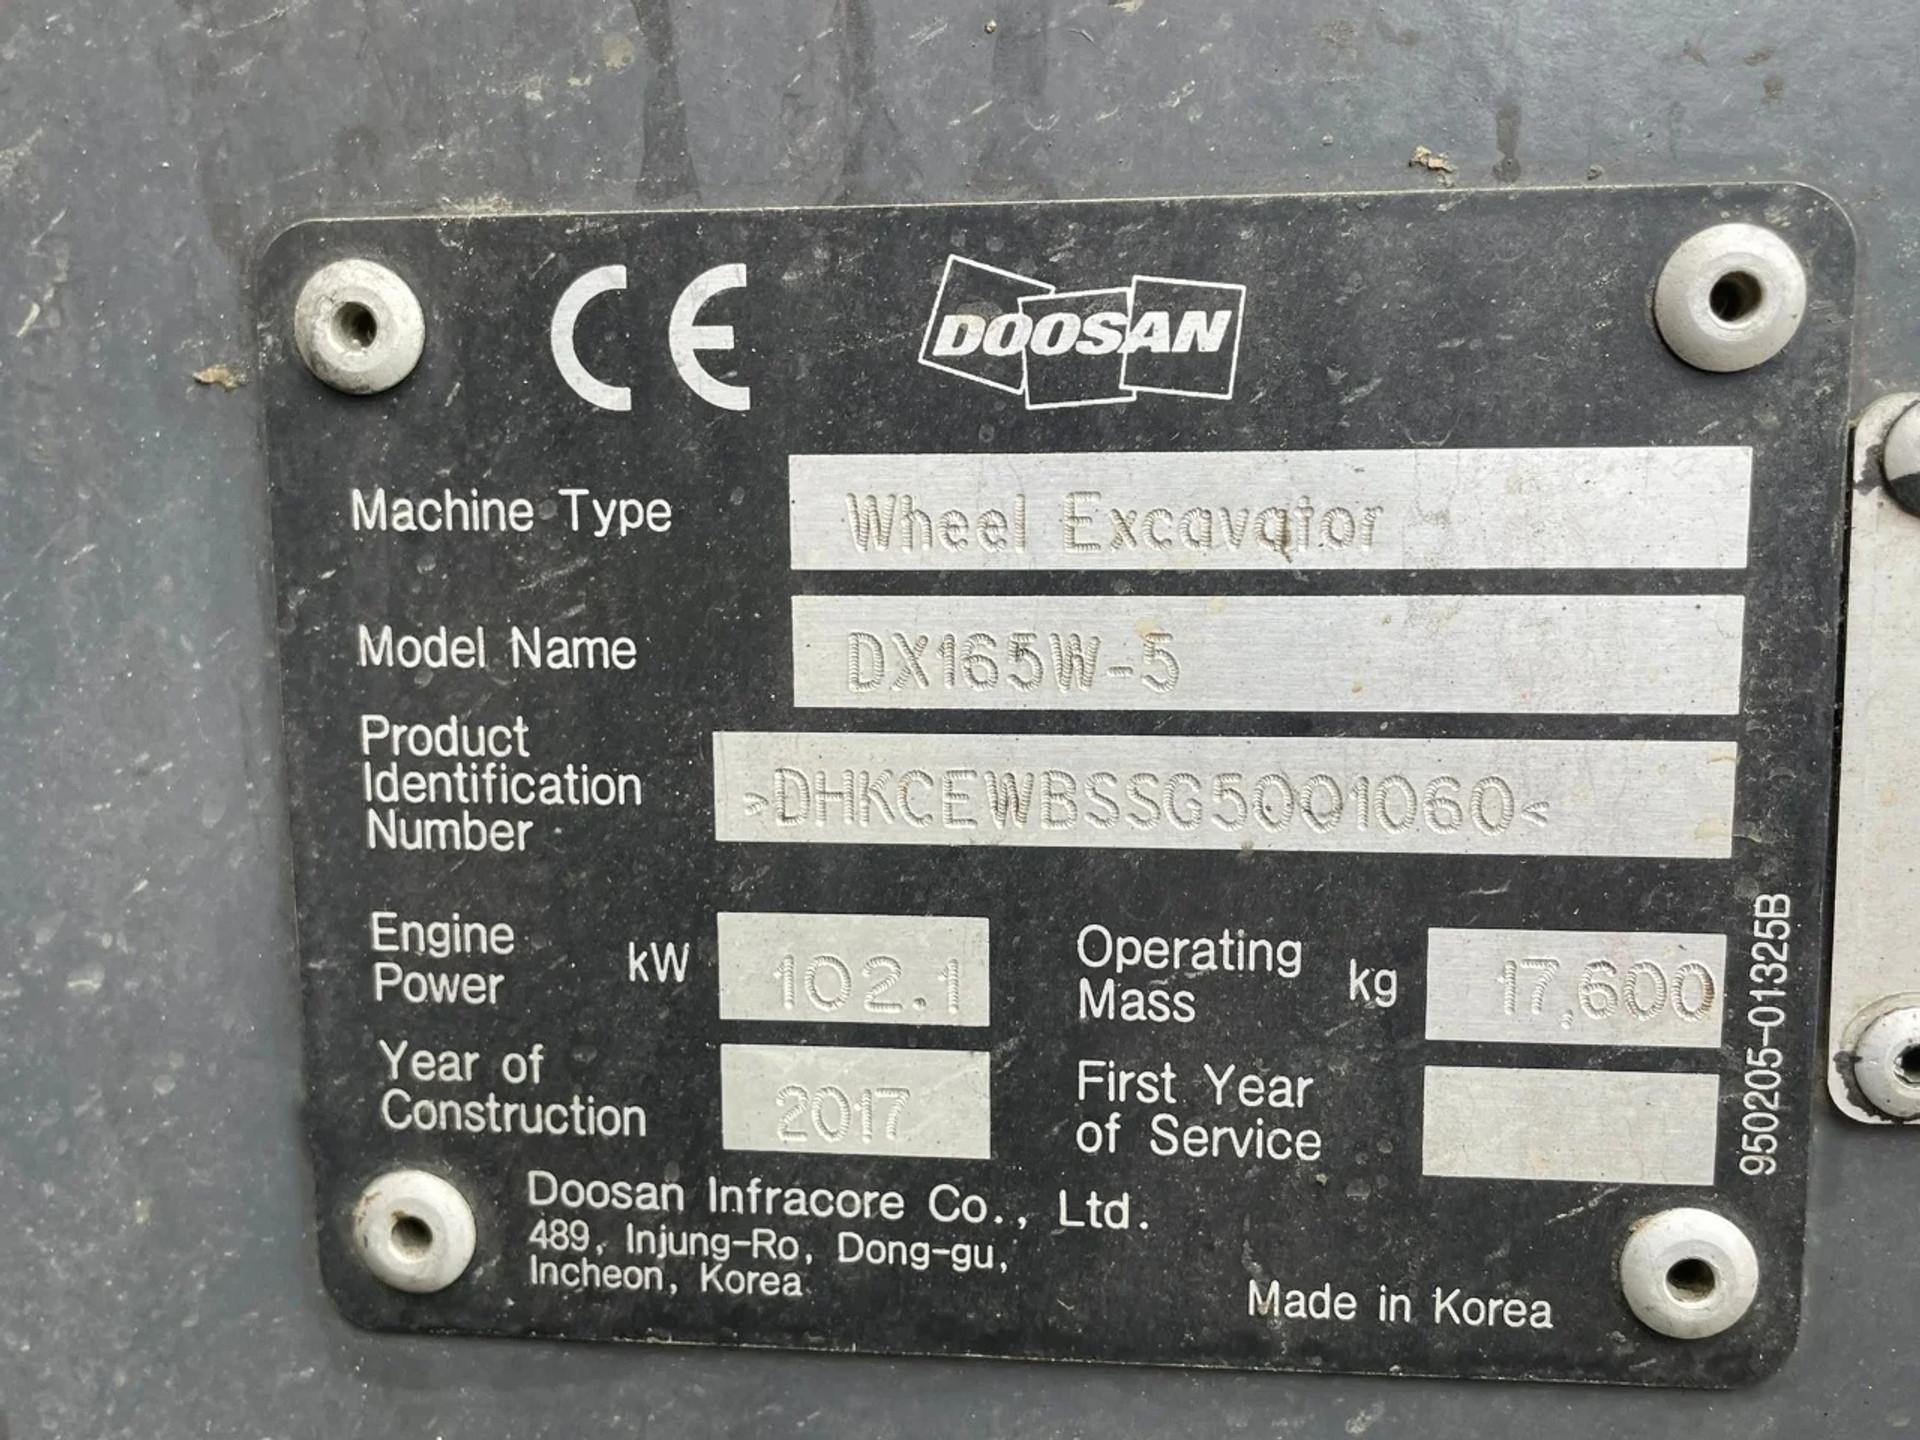 CE DOOSAN
Machine Type Wheel Excavator
Model Name DX165W-5
Product
Identification
Number
>DHKCEWBSSG5001060<
Engine
Power kW 102.1
Operating
Mass kg 17,600
Year of
Construction 2017
First Year
of Service
950205-01325B
Doosan Infracore Co., Ltd.
489, Injung-Ro, Dong-gu,
Incheon, Korea
Made in Korea